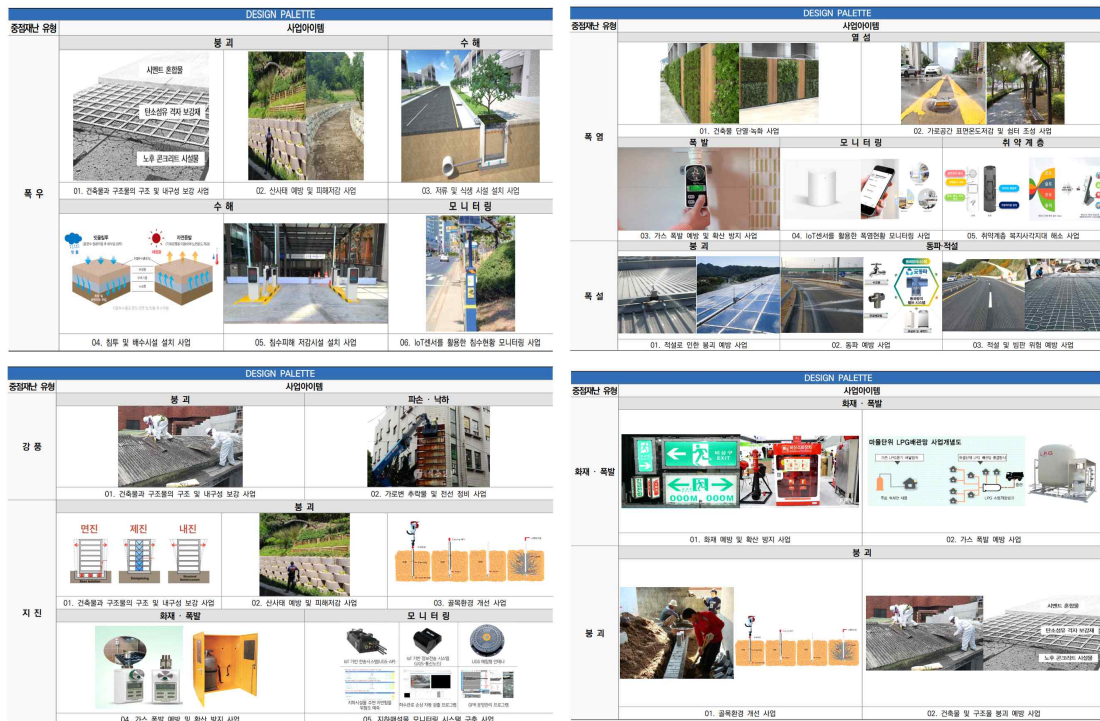 DESIGN PALETTE
중점재난 유형
사업아이템
폭 우
붕 괴
수 해
시멘트 혼합물
탄소섬유 격자 보강재
노후 콘크리트 시설물
01. 건축물과 구조물의 구조 및 내구성 보강 사업
02. 산사태 예방 및 피해저감 사업
03. 저류 및 식생 시설 설치 사업
수 해
모 니 터 링
빗물침투
자연증발
04. 침투 및 배수시설 설치 사업
05. 침수피해 저감시설 설치 사업
06. IoT센서를 활용한 침수현황 모니터링 사업
DESIGN PALETTE
중점재난 유형
사업아이템
폭 염
열 섬
01. 건축물 단열·녹화 사업
02. 가로공간 표면온도저감 및 쉼터 조성 사업
폭 발
모 니 터 링
취 약 계 층
03. 가스 폭발 예방 및 확산 방지 사업
04. IoT센서를 활용한 폭염현황 모니터링 사업
05. 취약계층 복지사각지대 해소 사업
폭 설
붕 괴
동파·적설
01. 적설로 인한 붕괴 예방 사업
02. 동파 예방 사업
03. 적설 및 빙판 위험 예방 사업
DESIGN PALETTE
중점재난 유형
사업아이템
강 풍
붕 괴
파손 · 낙하
01. 건축물과 구조물의 구조 및 내구성 보강 사업
02. 가로변 추락물 및 전선 정비 사업
지 진
붕 괴
면진
제진
내진
01. 건축물과 구조물의 구조 및 내구성 보강 사업
02. 산사태 예방 및 피해저감 사업
03. 골목환경 개선 사업
화재 · 폭발
모 니 터 링
04. 가스 폭발 예방 및 확산 방지 사업
05. 지하매설물 모니터링 시스템 구축 사업
DESIGN PALETTE
중점재난 유형
사업아이템
화재 · 폭발
화재 · 폭발
비상구
EXIT
000M 000M
마을단위 LPG배관망 사업개념도
LPG
01. 화재 예방 및 확산 방지 사업
02. 가스 폭발 예방 사업
붕 괴
붕 괴
시멘트 혼합물
탄소섬유 격자 보강재
노후 콘크리트 시설물
01. 골목환경 개선 사업
02. 건축물 및 구조물 붕괴 예방 사업